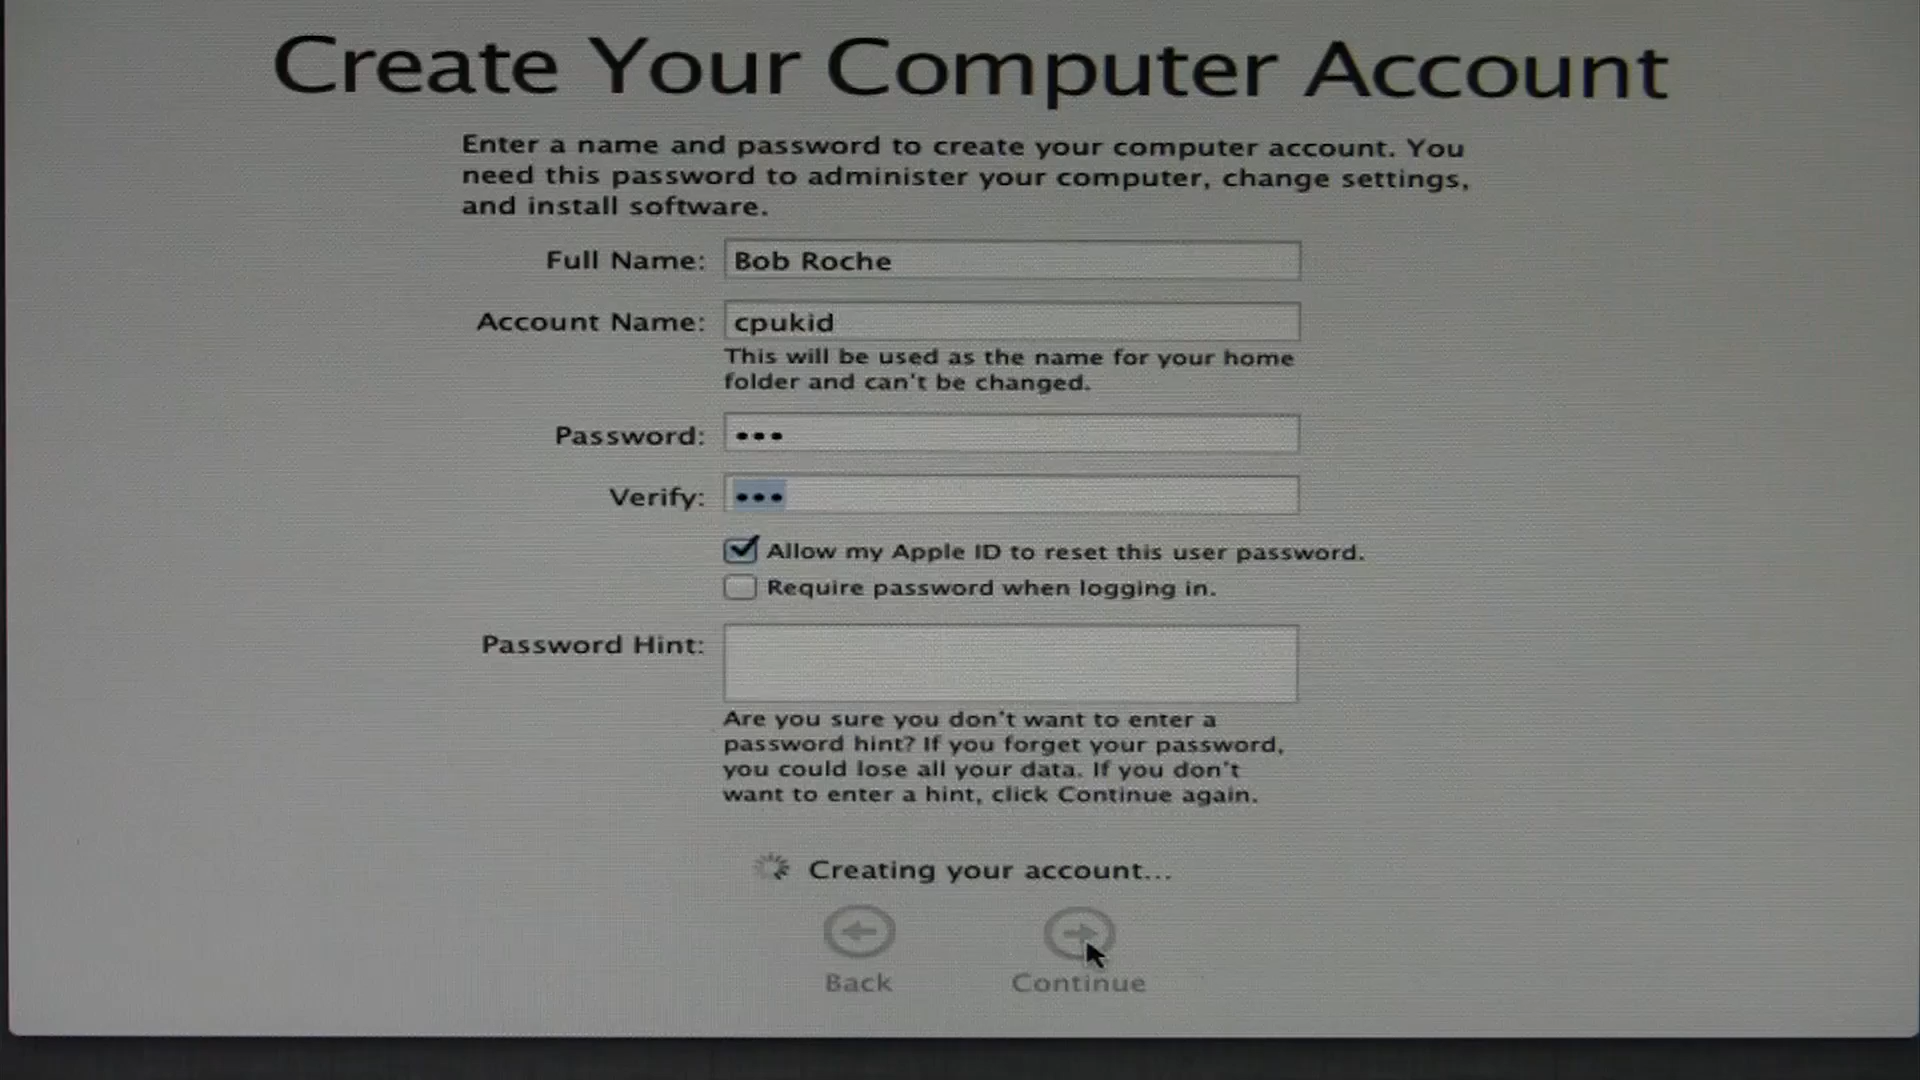 Create Your Computer Account
Enter a name and password to create your computer account. You
need this password to administer your computer, change settings,
and install software.
Full Name: Bob Roche
Account Name: cpukid
This will be used as the name for your home
folder and can't be changed.
Password: •••
Verify: •••
Allow my Apple ID to reset this user password.
Require password when logging in.
Password Hint:
Are you sure you don't want to enter a
password hint? If you forget your password,
you could lose all your data. If you don't
want to enter a hint, click Continue again.
Creating your account...
Back Continue